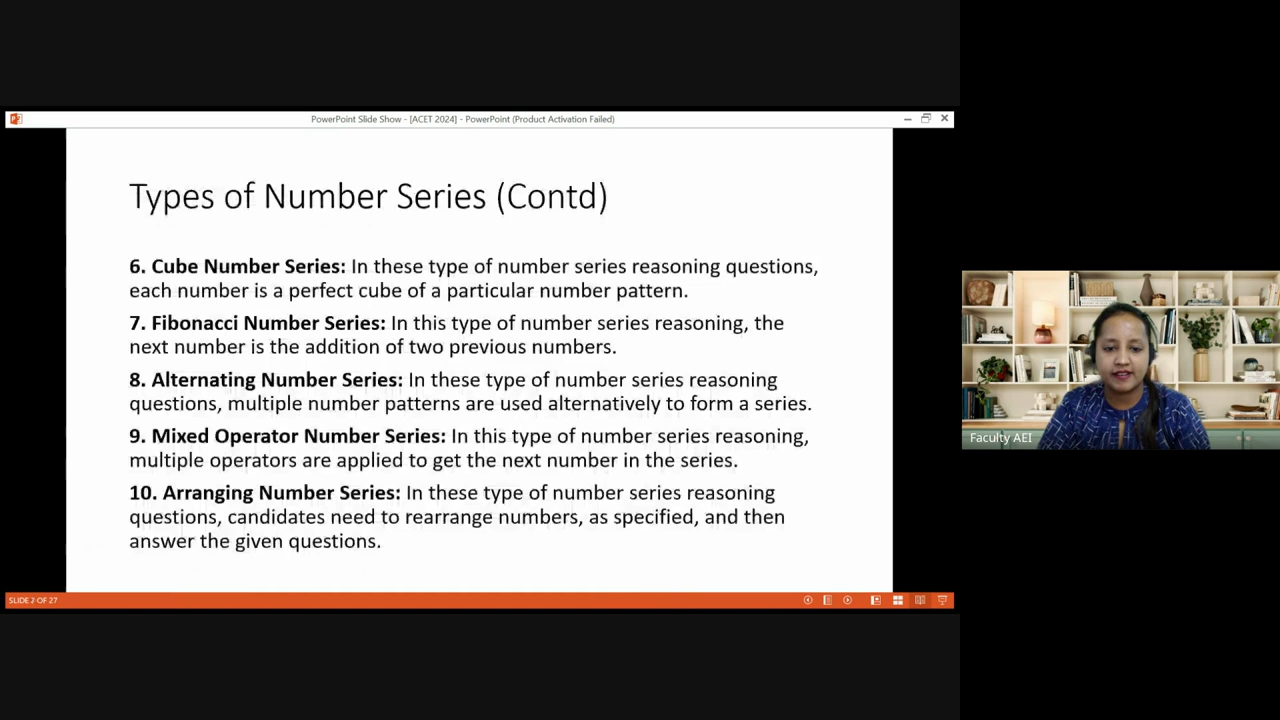 PowerPoint Slide Show - [ACET 2024] - PowerPoint (Product Activation Failed)
Types of Number Series (Contd)
6. Cube Number Series: In these type of number series reasoning questions,
each number is a perfect cube of a particular number pattern.
7. Fibonacci Number Series: In this type of number series reasoning, the
next number is the addition of two previous numbers.
8. Alternating Number Series: In these type of number series reasoning
questions, multiple number patterns are used alternatively to form a series.
9. Mixed Operator Number Series: In this type of number series reasoning,
multiple operators are applied to get the next number in the series.
10. Arranging Number Series: In these type of number series reasoning
questions, candidates need to rearrange numbers, as specified, and then
answer the given questions.
Faculty AEI
SLIDE 2 OF 27